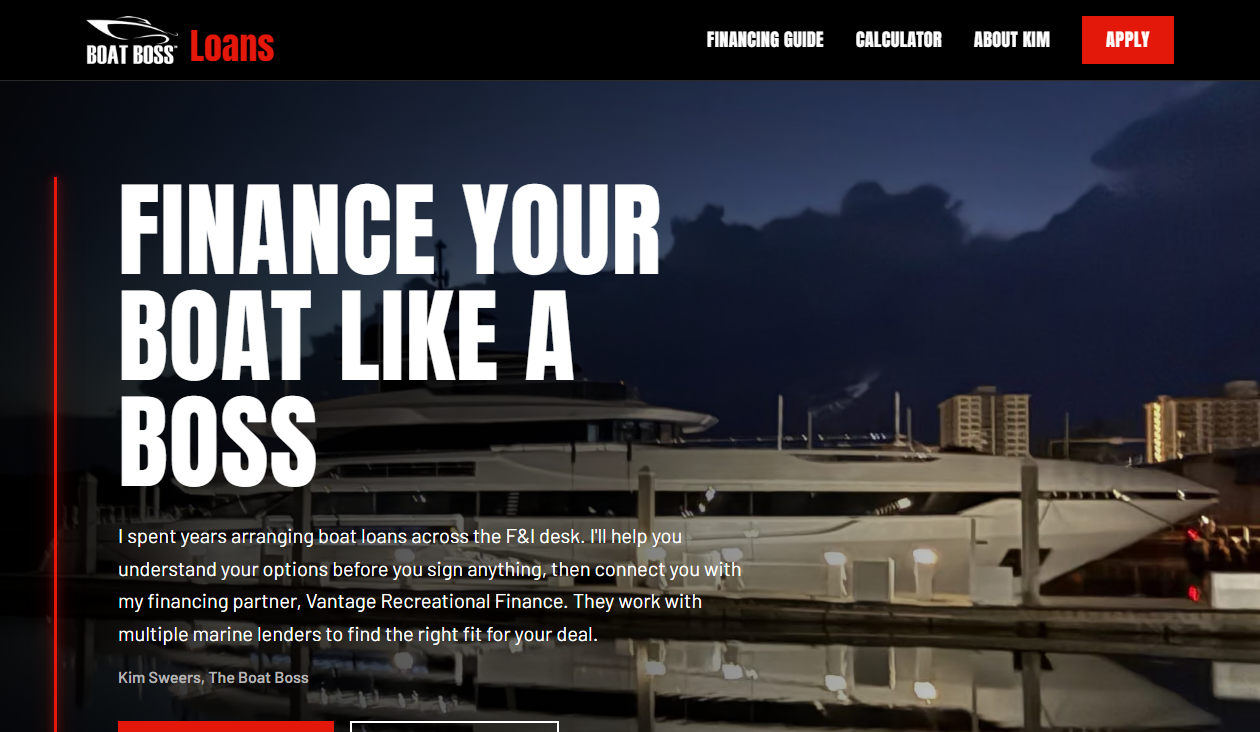 BOAT BOSS Loans
FINANCING GUIDE
CALCULATOR
ABOUT KIM
APPLY
FINANCE YOUR
BOAT LIKE A
BOSS
I spent years arranging boat loans across the F&I desk. I'll help you
understand your options before you sign anything, then connect you with
my financing partner, Vantage Recreational Finance. They work with
multiple marine lenders to find the right fit for your deal.
Kim Sweers, The Boat Boss